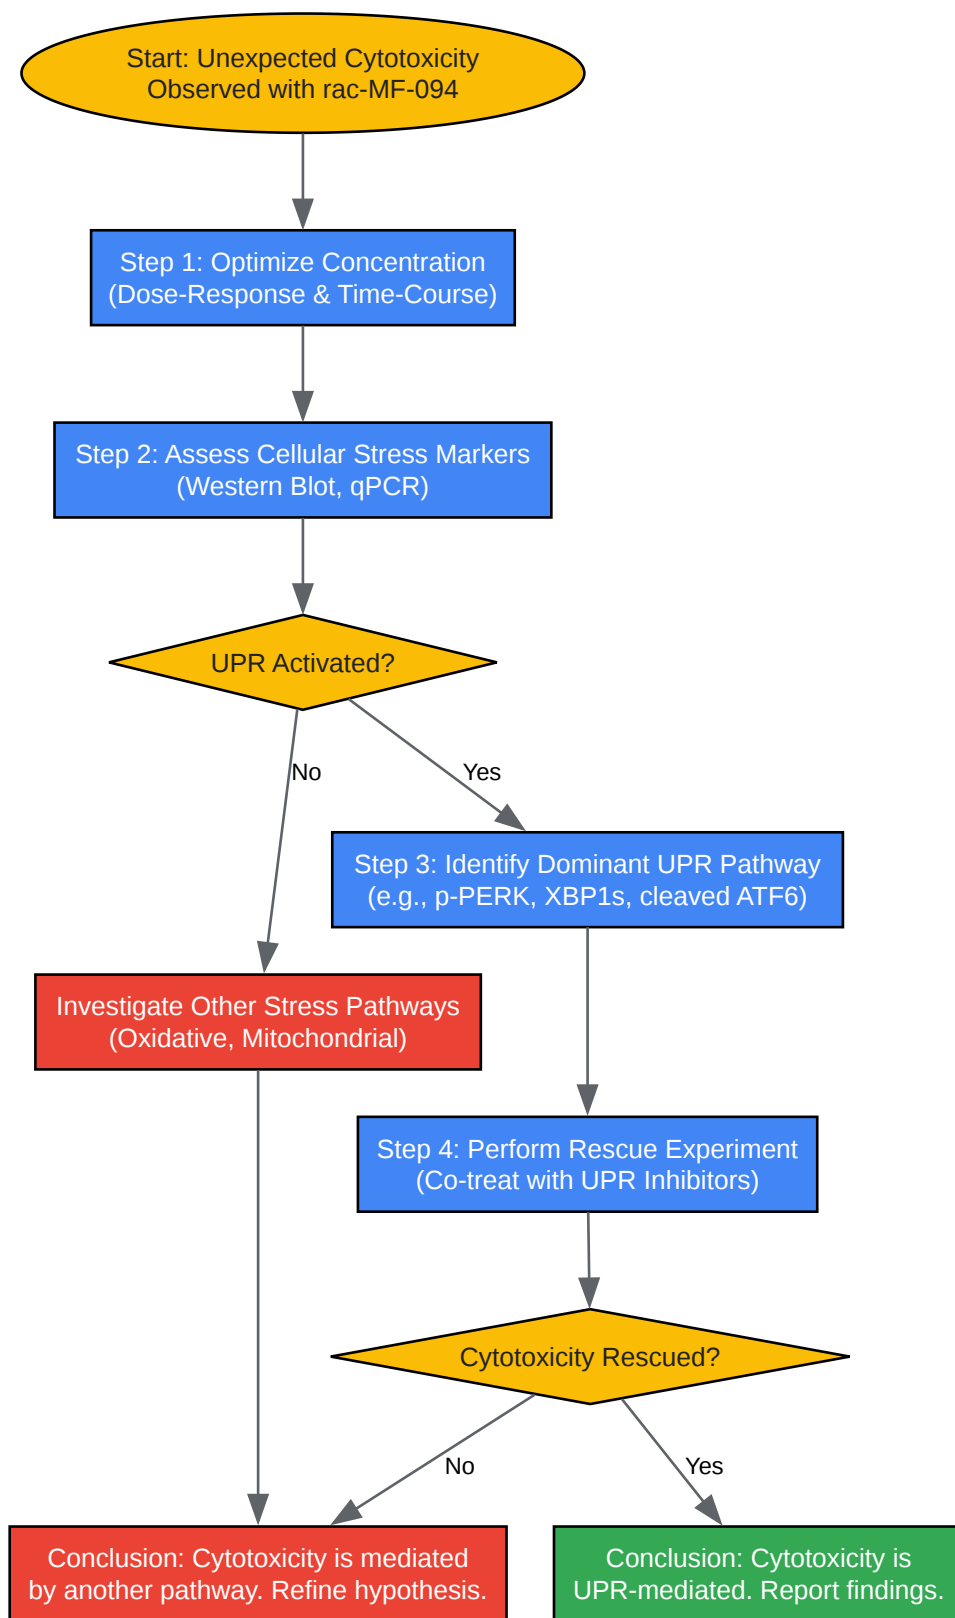 Start: Unexpected Cytotoxicity
Observed with rac-MF-094
Step 1: Optimize Concentration
(Dose-Response & Time-Course)
Step 2: Assess Cellular Stress Markers
(Western Blot, qPCR)
UPR Activated?
No
Yes
Step 3: Identify Dominant UPR Pathway
(e.g., p-PERK, XBP1s, cleaved ATF6)
Investigate Other Stress Pathways
(Oxidative, Mitochondrial)
Step 4: Perform Rescue Experiment
(Co-treat with UPR Inhibitors)
Cytotoxicity Rescued?
No
Yes
Conclusion: Cytotoxicity is mediated
by another pathway. Refine hypothesis.
Conclusion: Cytotoxicity is
UPR-mediated. Report findings.